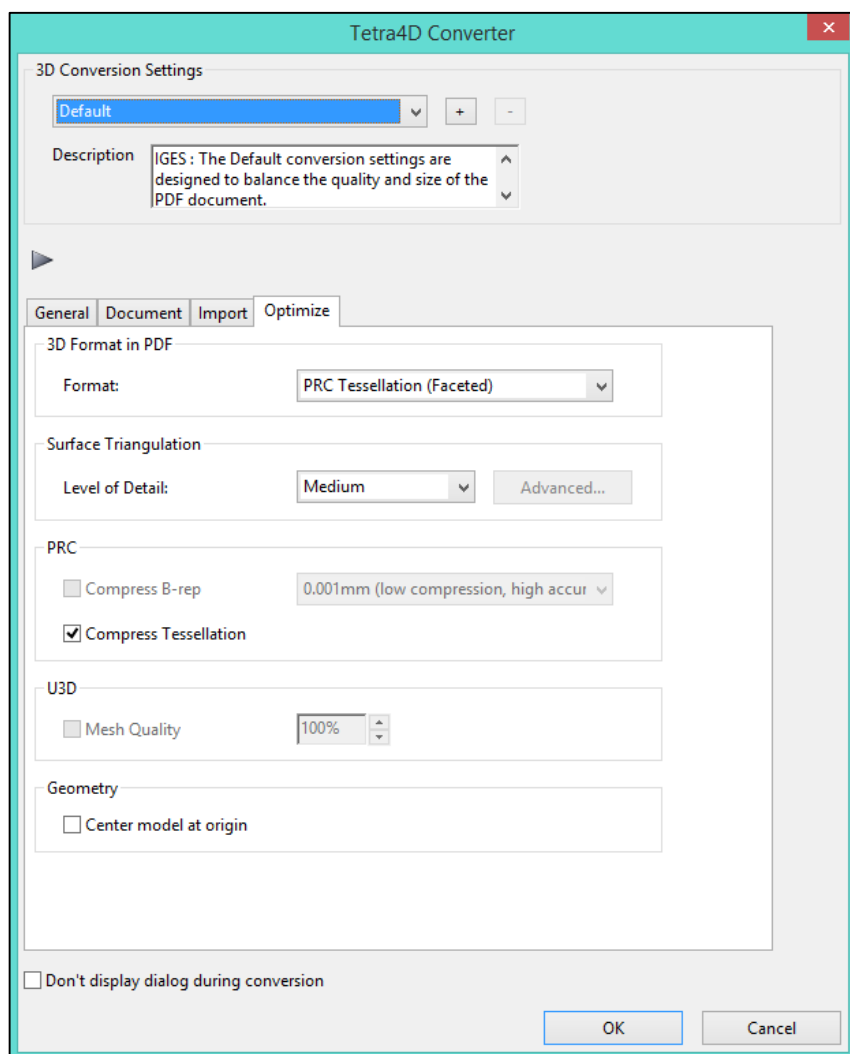 Tetra4D Converter
3D Conversion Settings
Default
+
-
Description
IGES : The Default conversion settings are
designed to balance the quality and size of the
PDF document.
General Document Import Optimize
3D Format in PDF
Format: PRC Tessellation (Faceted)
Surface Triangulation
Level of Detail: Medium Advanced...
PRC
Compress B-rep 0.001mm (low compression, high accur
Compress Tessellation
U3D
Mesh Quality 100%
Geometry
Center model at origin
Don't display dialog during conversion
OK Cancel